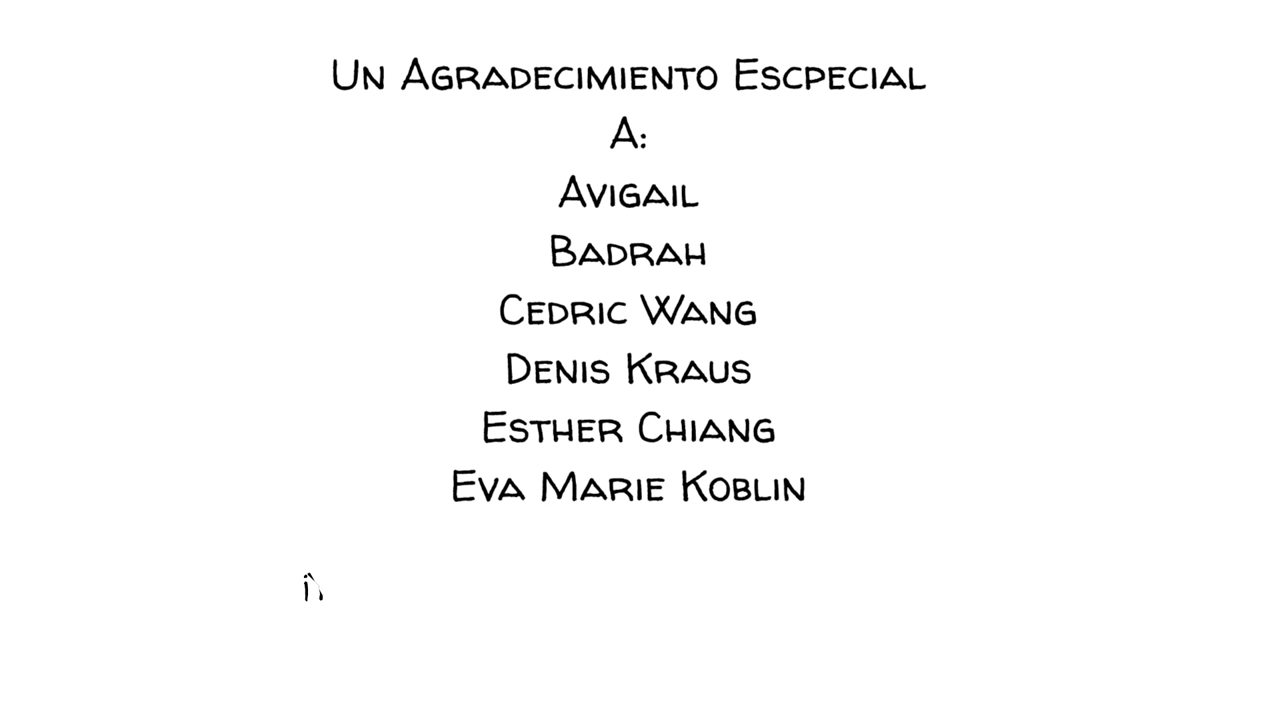 Un Agradecimiento Escpecial
A:
Avigail
Badrah
Cedric Wang
Denis Kraus
Esther Chiang
Eva Marie Koblin